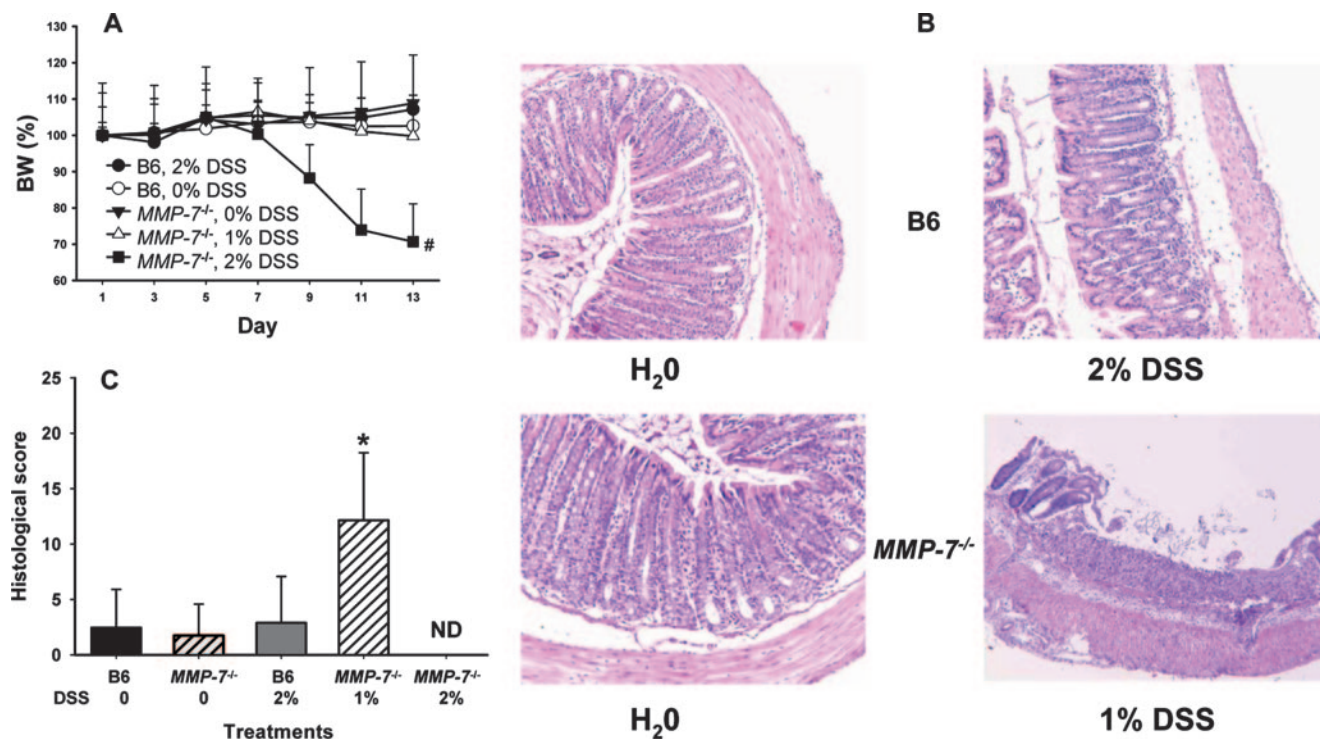 A
130
120
110
100
90
80
70
60
BW (%)
B6, 2% DSS
B6, 0% DSS
MMP-7-/-, 0% DSS
MMP-7-/-, 1% DSS
MMP-7-/-, 2% DSS
#
1 3 5 7 9 11 13
Day
B
H20
B6
2% DSS
C
25
20
15
10
5
0
Histological score
*
ND
B6 MMP-7-/- B6 MMP-7-/- MMP-7-/-
DSS 0 0 2% 1% 2%
Treatments
H20
MMP-7-/-
1% DSS